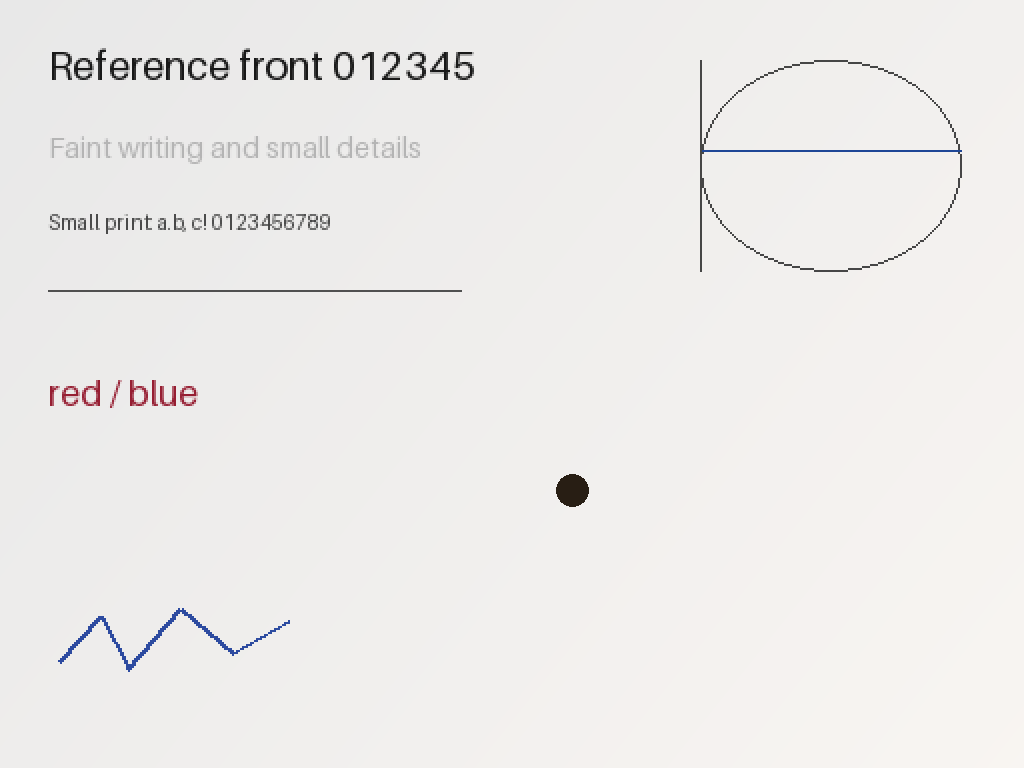 Reference front 012345
Faint writing and small details
Small print a.b, c! 0123456789
red / blue